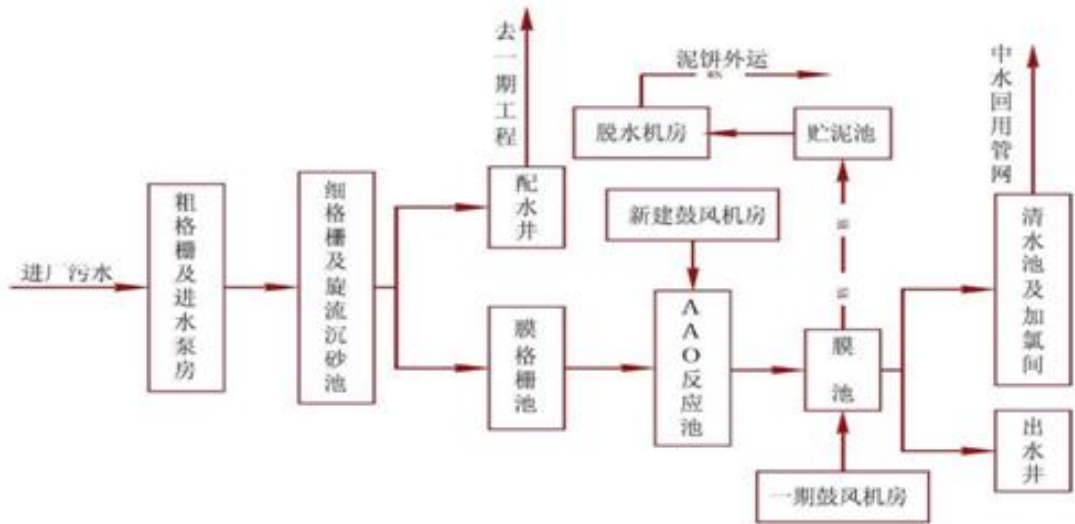 进厂污水
粗格栅及进水泵房
细格栅及旋流沉砂池
去一期工程
配水井
膜格栅池
新建鼓风机房
AAO反应池
泥饼外运
脱水机房
贮泥池
膜池
一期鼓风机房
中水回用管网
清水池及加氯间
出水井